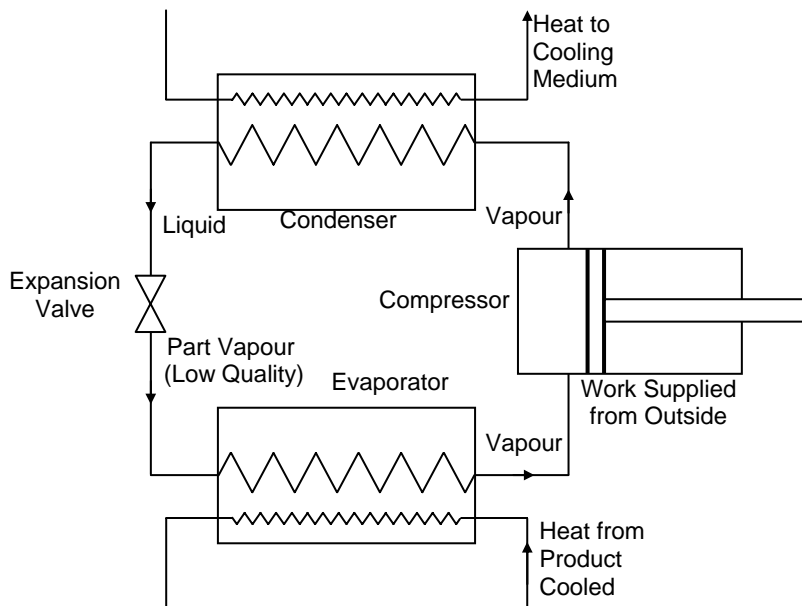 Heat to
Cooling
Medium
Condenser
Vapour
Liquid
Expansion
Valve
Compressor
Part Vapour
(Low Quality)
Evaporator
Work Supplied
from Outside
Vapour
Heat from
Product
Cooled